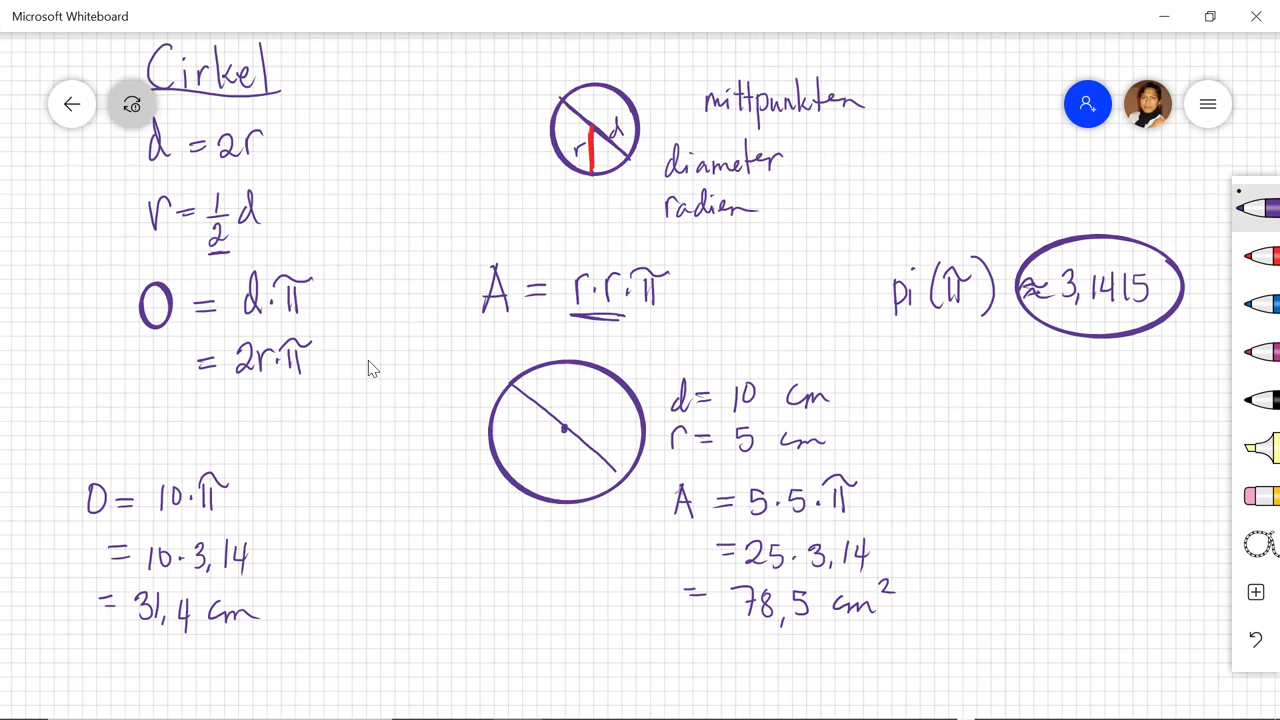 Microsoft Whiteboard
Cirkel
d = 2r
r = 1/2 d
O = d·π
= 2r·π
r
d
mittpunkten
diameter
radien
A = r·r·π
pi (π) ≈ 3,1415
d = 10 cm
r = 5 cm
O = 10·π
= 10·3,14
= 31,4 cm
A = 5·5·π
= 25·3,14
= 78,5 cm²